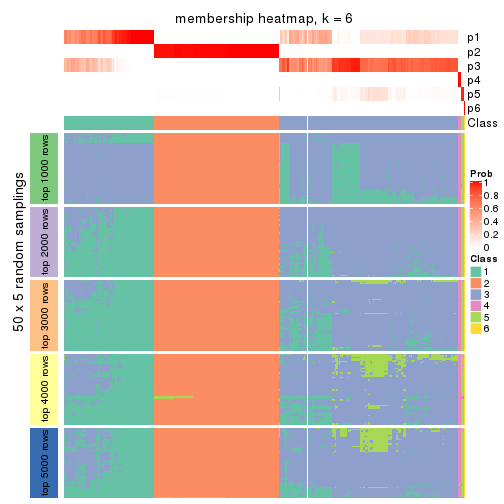 membership heatmap, k = 6
p1
p2
p3
p4
p5
p6
Class
50 x 5 random samplings
top 1000 rows
top 2000 rows
top 3000 rows
top 4000 rows
top 5000 rows
Prob
1
0.8
0.6
0.4
0.2
0
Class
1
2
3
4
5
6